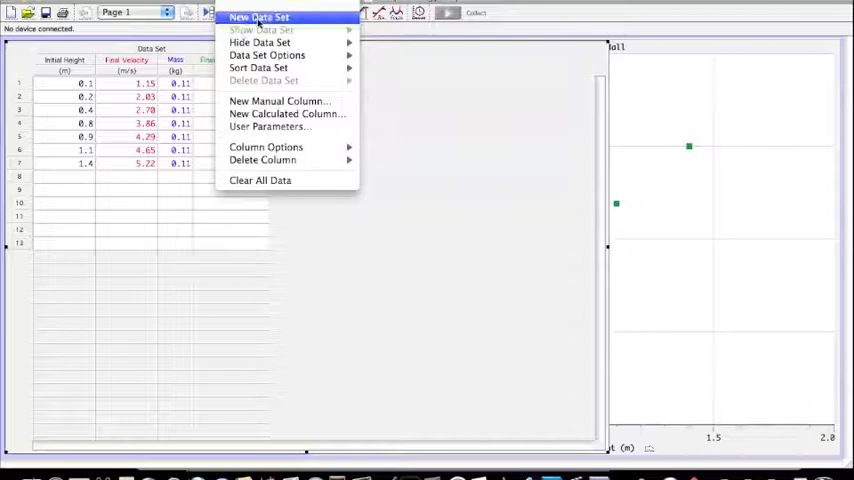 Page 1
Collect
No device connected.
New Data Set
Show Data Set
Hide Data Set
Data Set Options
Sort Data Set
Delete Data Set
New Manual Column...
New Calculated Column...
User Parameters...
Column Options
Delete Column
Clear All Data
Data Set
Initial Height Final Velocity Mass
(m) (m/s) (kg)
1 0.1 1.15 0.11
2 0.2 2.03 0.11
3 0.4 2.70 0.11
4 0.8 3.86 0.11
5 0.9 4.29 0.11
6 1.1 4.65 0.11
7 1.4 5.22 0.11
8
9
10
11
12
13
1.5 2.0
(m)